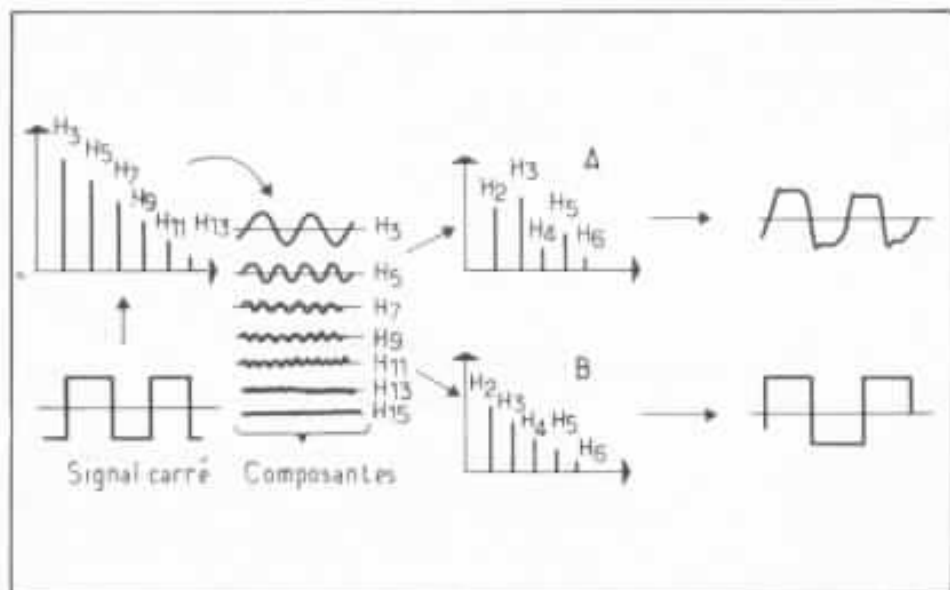 H3
H5
H7
H9
H11
H13
Signal carré
H3
H5
H7
H9
H11
H13
H15
Composantes
A
H2
H3
H4
H5
H6
B
H2
H3
H4
H5
H6